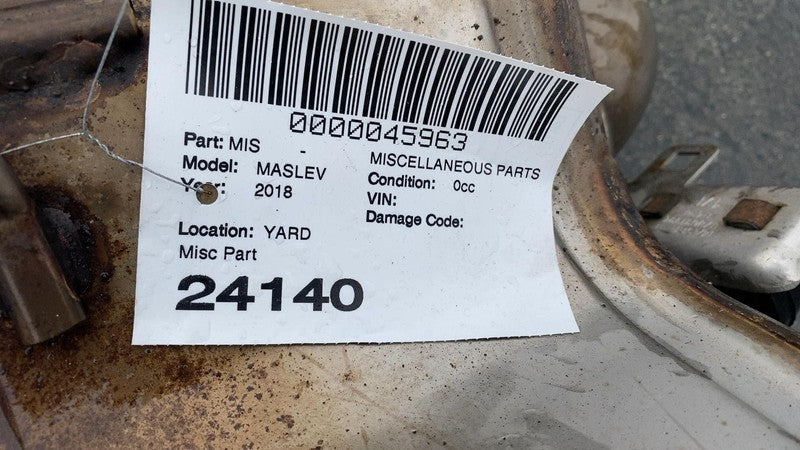 0000045963
Part: MIS - MISCELLANEOUS PARTS
Model: MASLEV Condition: 0cc
Year: 2018 VIN:
Damage Code:
Location: YARD
Misc Part
24140